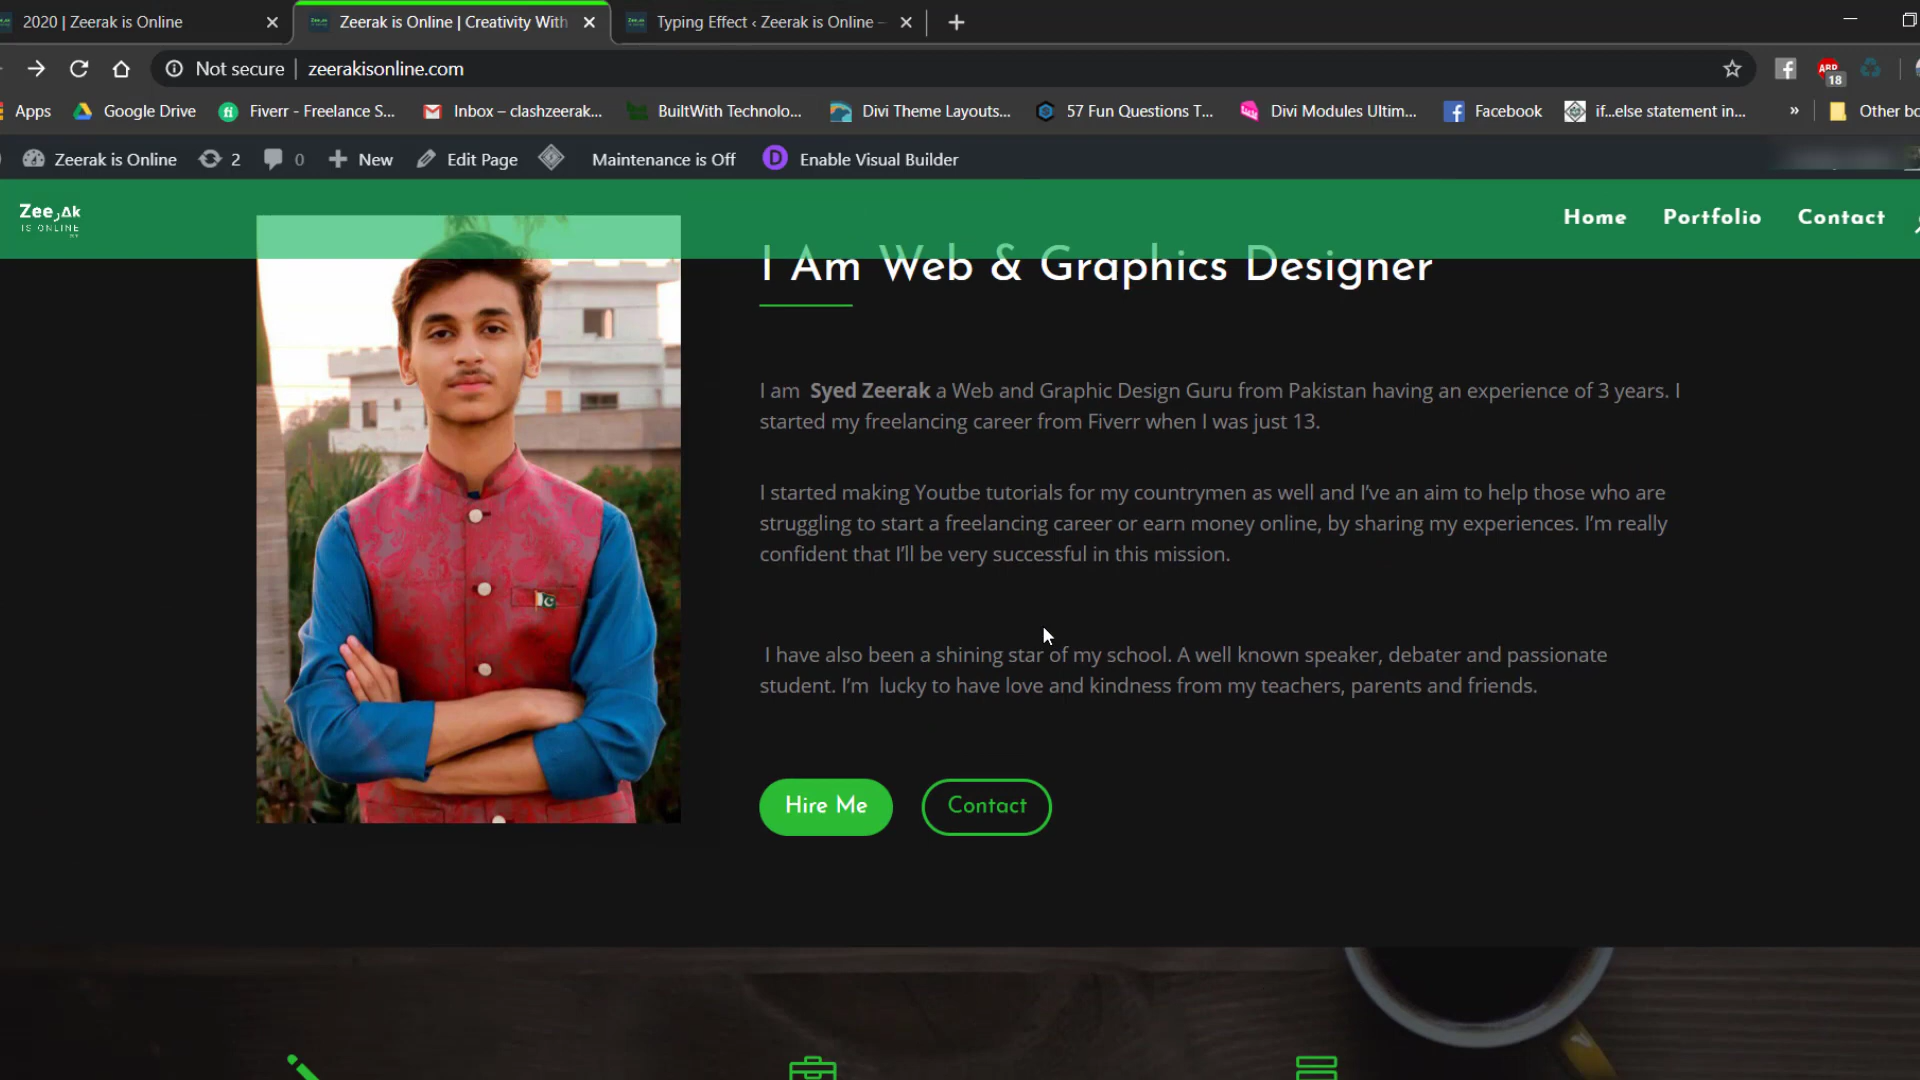 2020 | Zeerak is Online
Zeerak is Online | Creativity With
Typing Effect ‹ Zeerak is Online –
Not secure | zeerakisonline.com
ABP
18
Apps
Google Drive
Fiverr - Freelance S...
Inbox – clashzeerak...
BuiltWith Technolo...
Divi Theme Layouts...
57 Fun Questions T...
Divi Modules Ultim...
Facebook
if...else statement in...
»
Other bo
Zeerak is Online
2
0
New
Edit Page
Maintenance is Off
D
Enable Visual Builder
Zeerak
IS ONLINE
Home
Portfolio
Contact
I Am Web & Graphics Designer
I am Syed Zeerak a Web and Graphic Design Guru from Pakistan having an experience of 3 years. I
started my freelancing career from Fiverr when I was just 13.
I started making Youtbe tutorials for my countrymen as well and I’ve an aim to help those who are
struggling to start a freelancing career or earn money online, by sharing my experiences. I’m really
confident that I’ll be very successful in this mission.
I have also been a shining star of my school. A well known speaker, debater and passionate
student. I’m lucky to have love and kindness from my teachers, parents and friends.
Hire Me
Contact